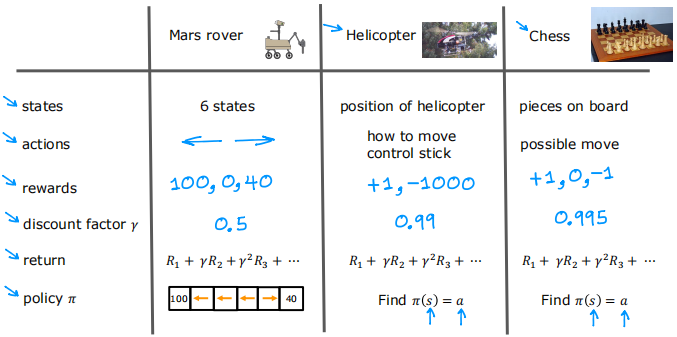 Mars rover Helicopter Chess
states 6 states position of helicopter pieces on board
actions ← → how to move control stick possible move
rewards 100, 0, 40 +1, -1000 +1, 0, -1
discount factor γ 0.5 0.99 0.995
return R₁ + γR₂ + γ²R₃ + ⋯ R₁ + γR₂ + γ²R₃ + ⋯ R₁ + γR₂ + γ²R₃ + ⋯
policy π 100 ← ← ← → 40 Find π(s) = a Find π(s) = a